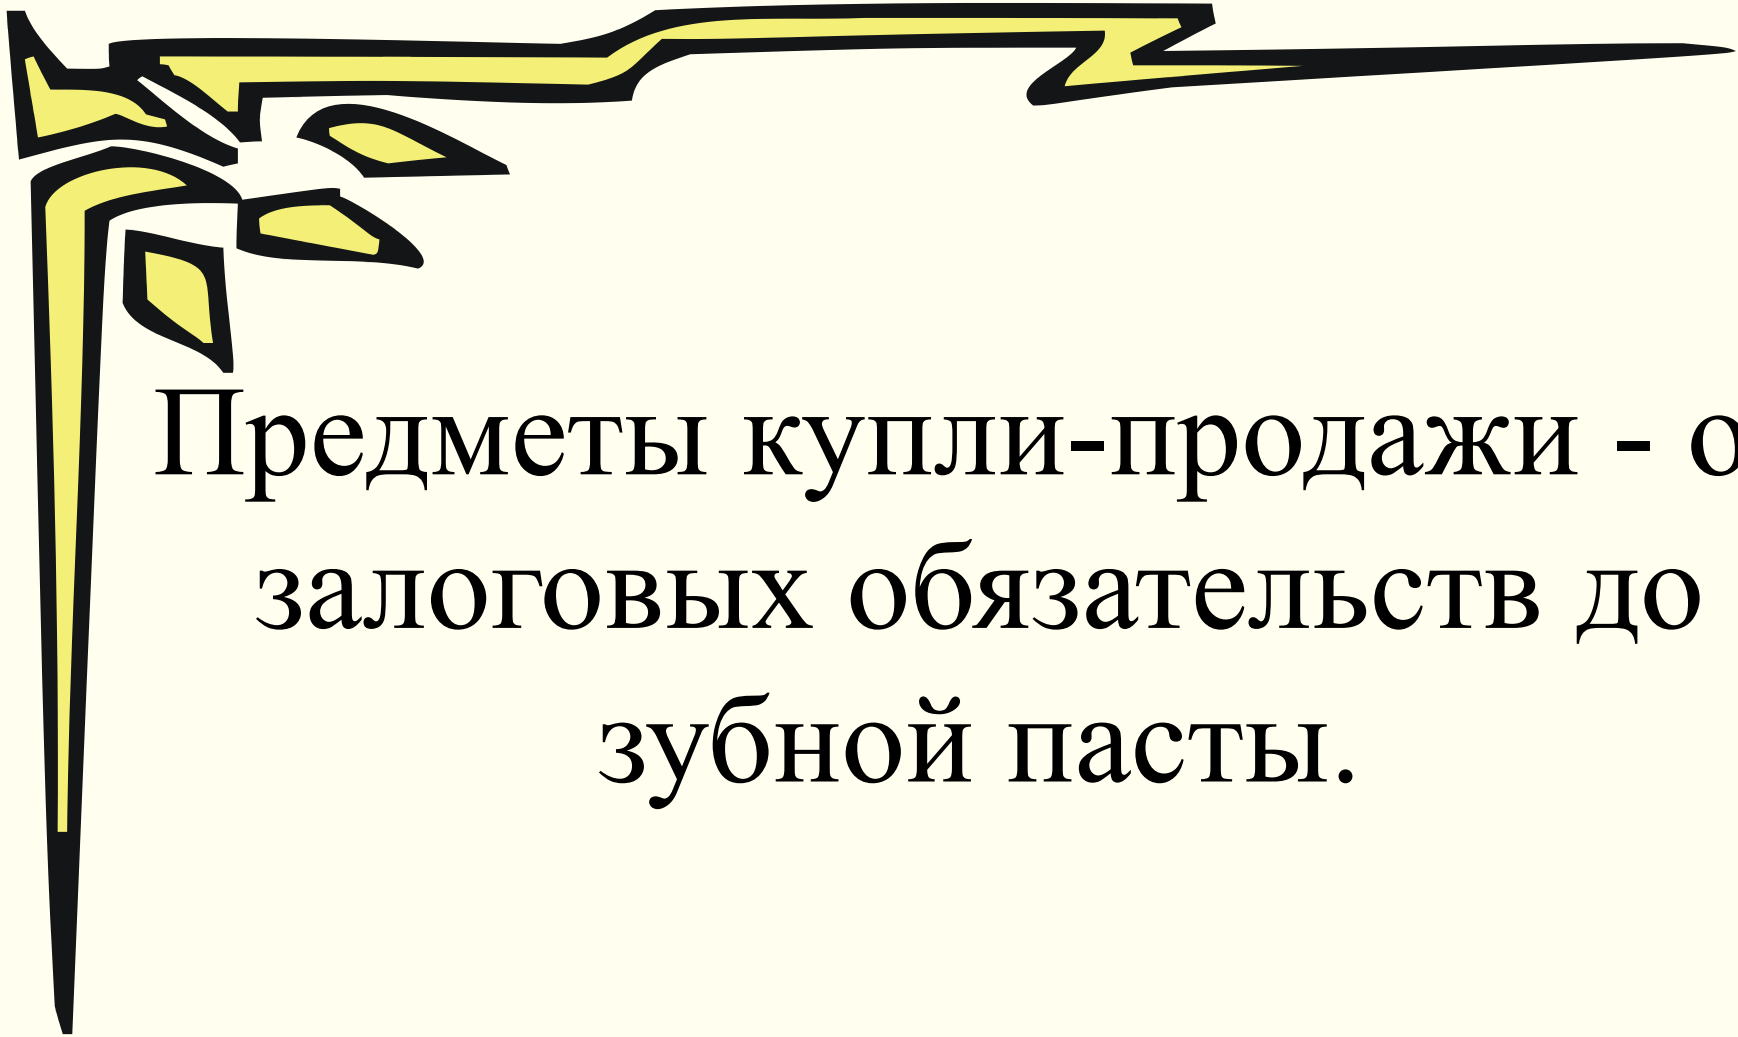 Предметы купли-продажи - о
залоговых обязательств до
зубной пасты.